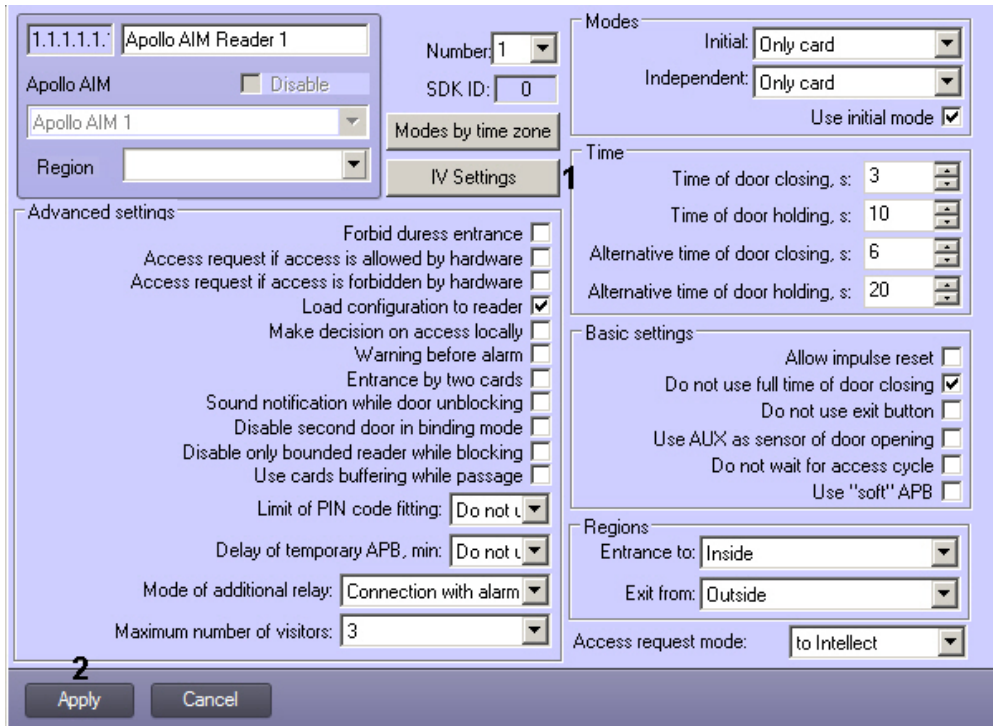 1.1.1.1.1.' Apollo AIM Reader 1
Apollo AIM Disable
Apollo AIM 1
Region
Number: 1
SDK ID: 0
Modes by time zone
IV Settings 1
Modes
Initial: Only card
Independent: Only card
Use initial mode
Time
Time of door closing, s: 3
Time of door holding, s: 10
Alternative time of door closing, s: 6
Alternative time of door holding, s: 20
Advanced settings
Forbid duress entrance
Access request if access is allowed by hardware
Access request if access is forbidden by hardware
Load configuration to reader
Make decision on access locally
Warning before alarm
Entrance by two cards
Sound notification while door unblocking
Disable second door in binding mode
Disable only bounded reader while blocking
Use cards buffering while passage
Limit of PIN code fitting: Do not
Delay of temporary APB, min: Do not
Mode of additional relay: Connection with alarm
Maximum number of visitors: 3
Basic settings
Allow impulse reset
Do not use full time of door closing
Do not use exit button
Use AUX as sensor of door opening
Do not wait for access cycle
Use "soft" APB
Regions
Entrance to: Inside
Exit from: Outside
Access request mode: to Intellect
2
Apply Cancel